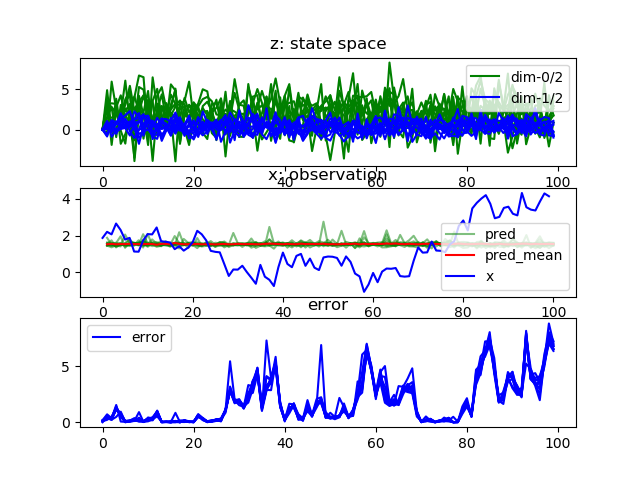 z: state space
5
0
dim-0/2
dim-1/2
0 20 40 60 80 100
x: observation
4
2
0
pred
pred_mean
x
0 20 40 60 80 100
error
5
0
error
0 20 40 60 80 100